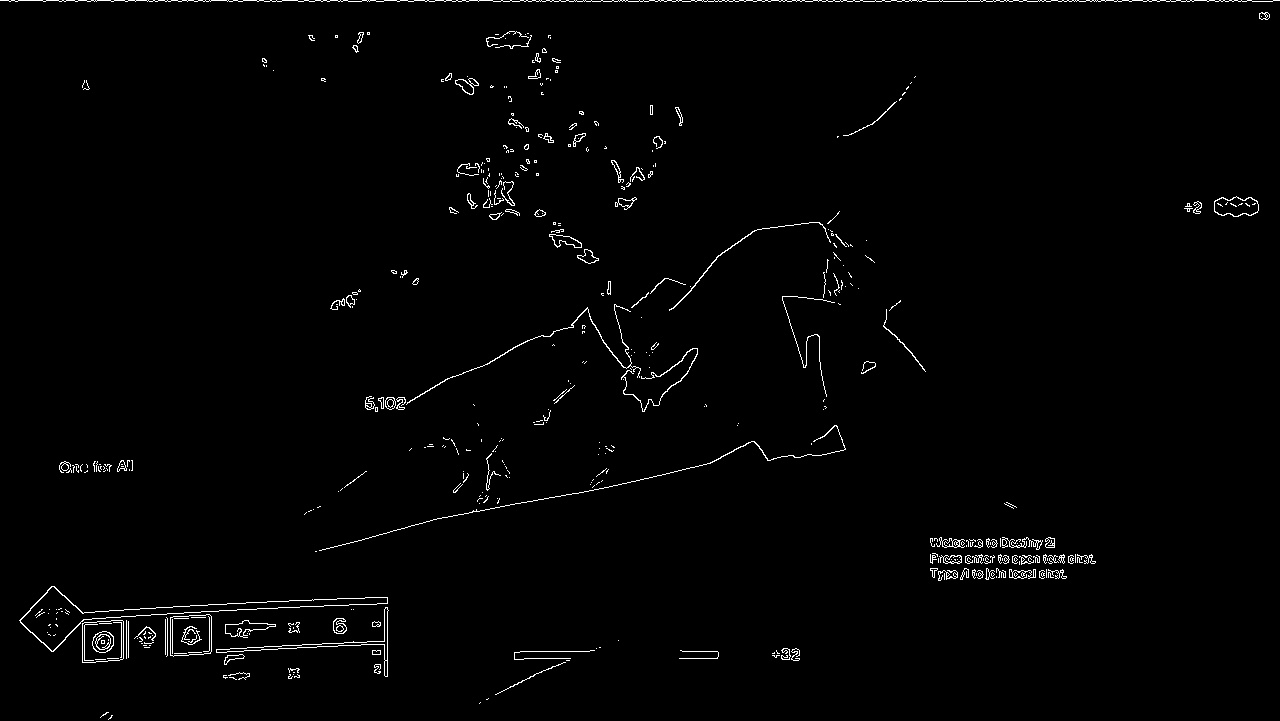 +2
5,102
One for All
Welcome to Destiny 2!
Press enter to open text chat.
Type /l to join local chat.
6
+32